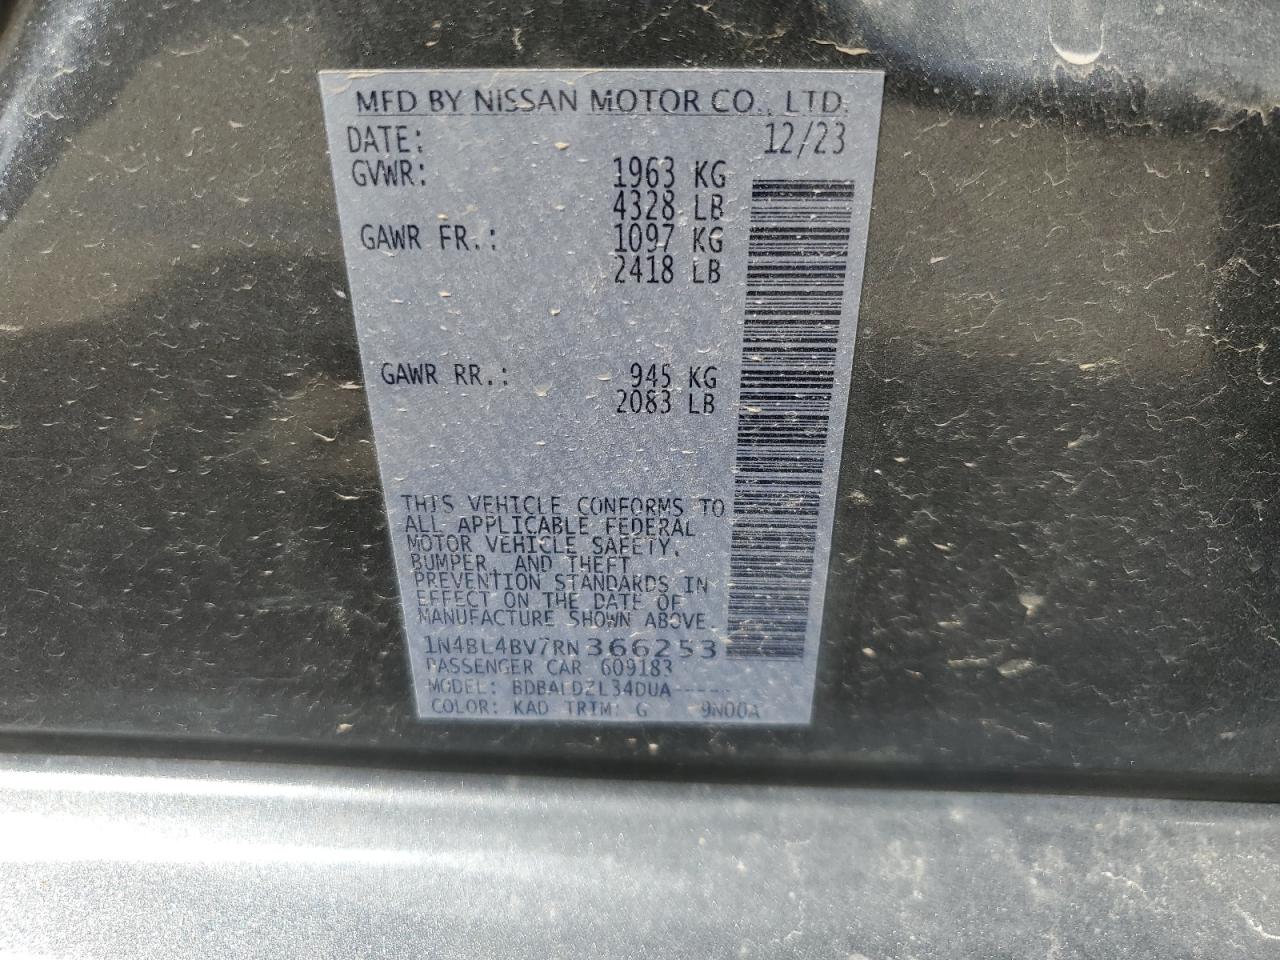 MFD BY NISSAN MOTOR CO., LTD.
DATE: 12/23
GVWR: 1963 KG
4328 LB
GAWR FR.: 1097 KG
2418 LB
GAWR RR.: 945 KG
2083 LB
THIS VEHICLE CONFORMS TO
ALL APPLICABLE FEDERAL
MOTOR VEHICLE SAFETY,
BUMPER, AND THEFT
PREVENTION STANDARDS IN
EFFECT ON THE DATE OF
MANUFACTURE SHOWN ABOVE.
1N4BL4BV7RN366253
PASSENGER CAR 609183
MODEL: BDBALDZL34DUA-----
COLOR: KAD TRIM: G 9N00A